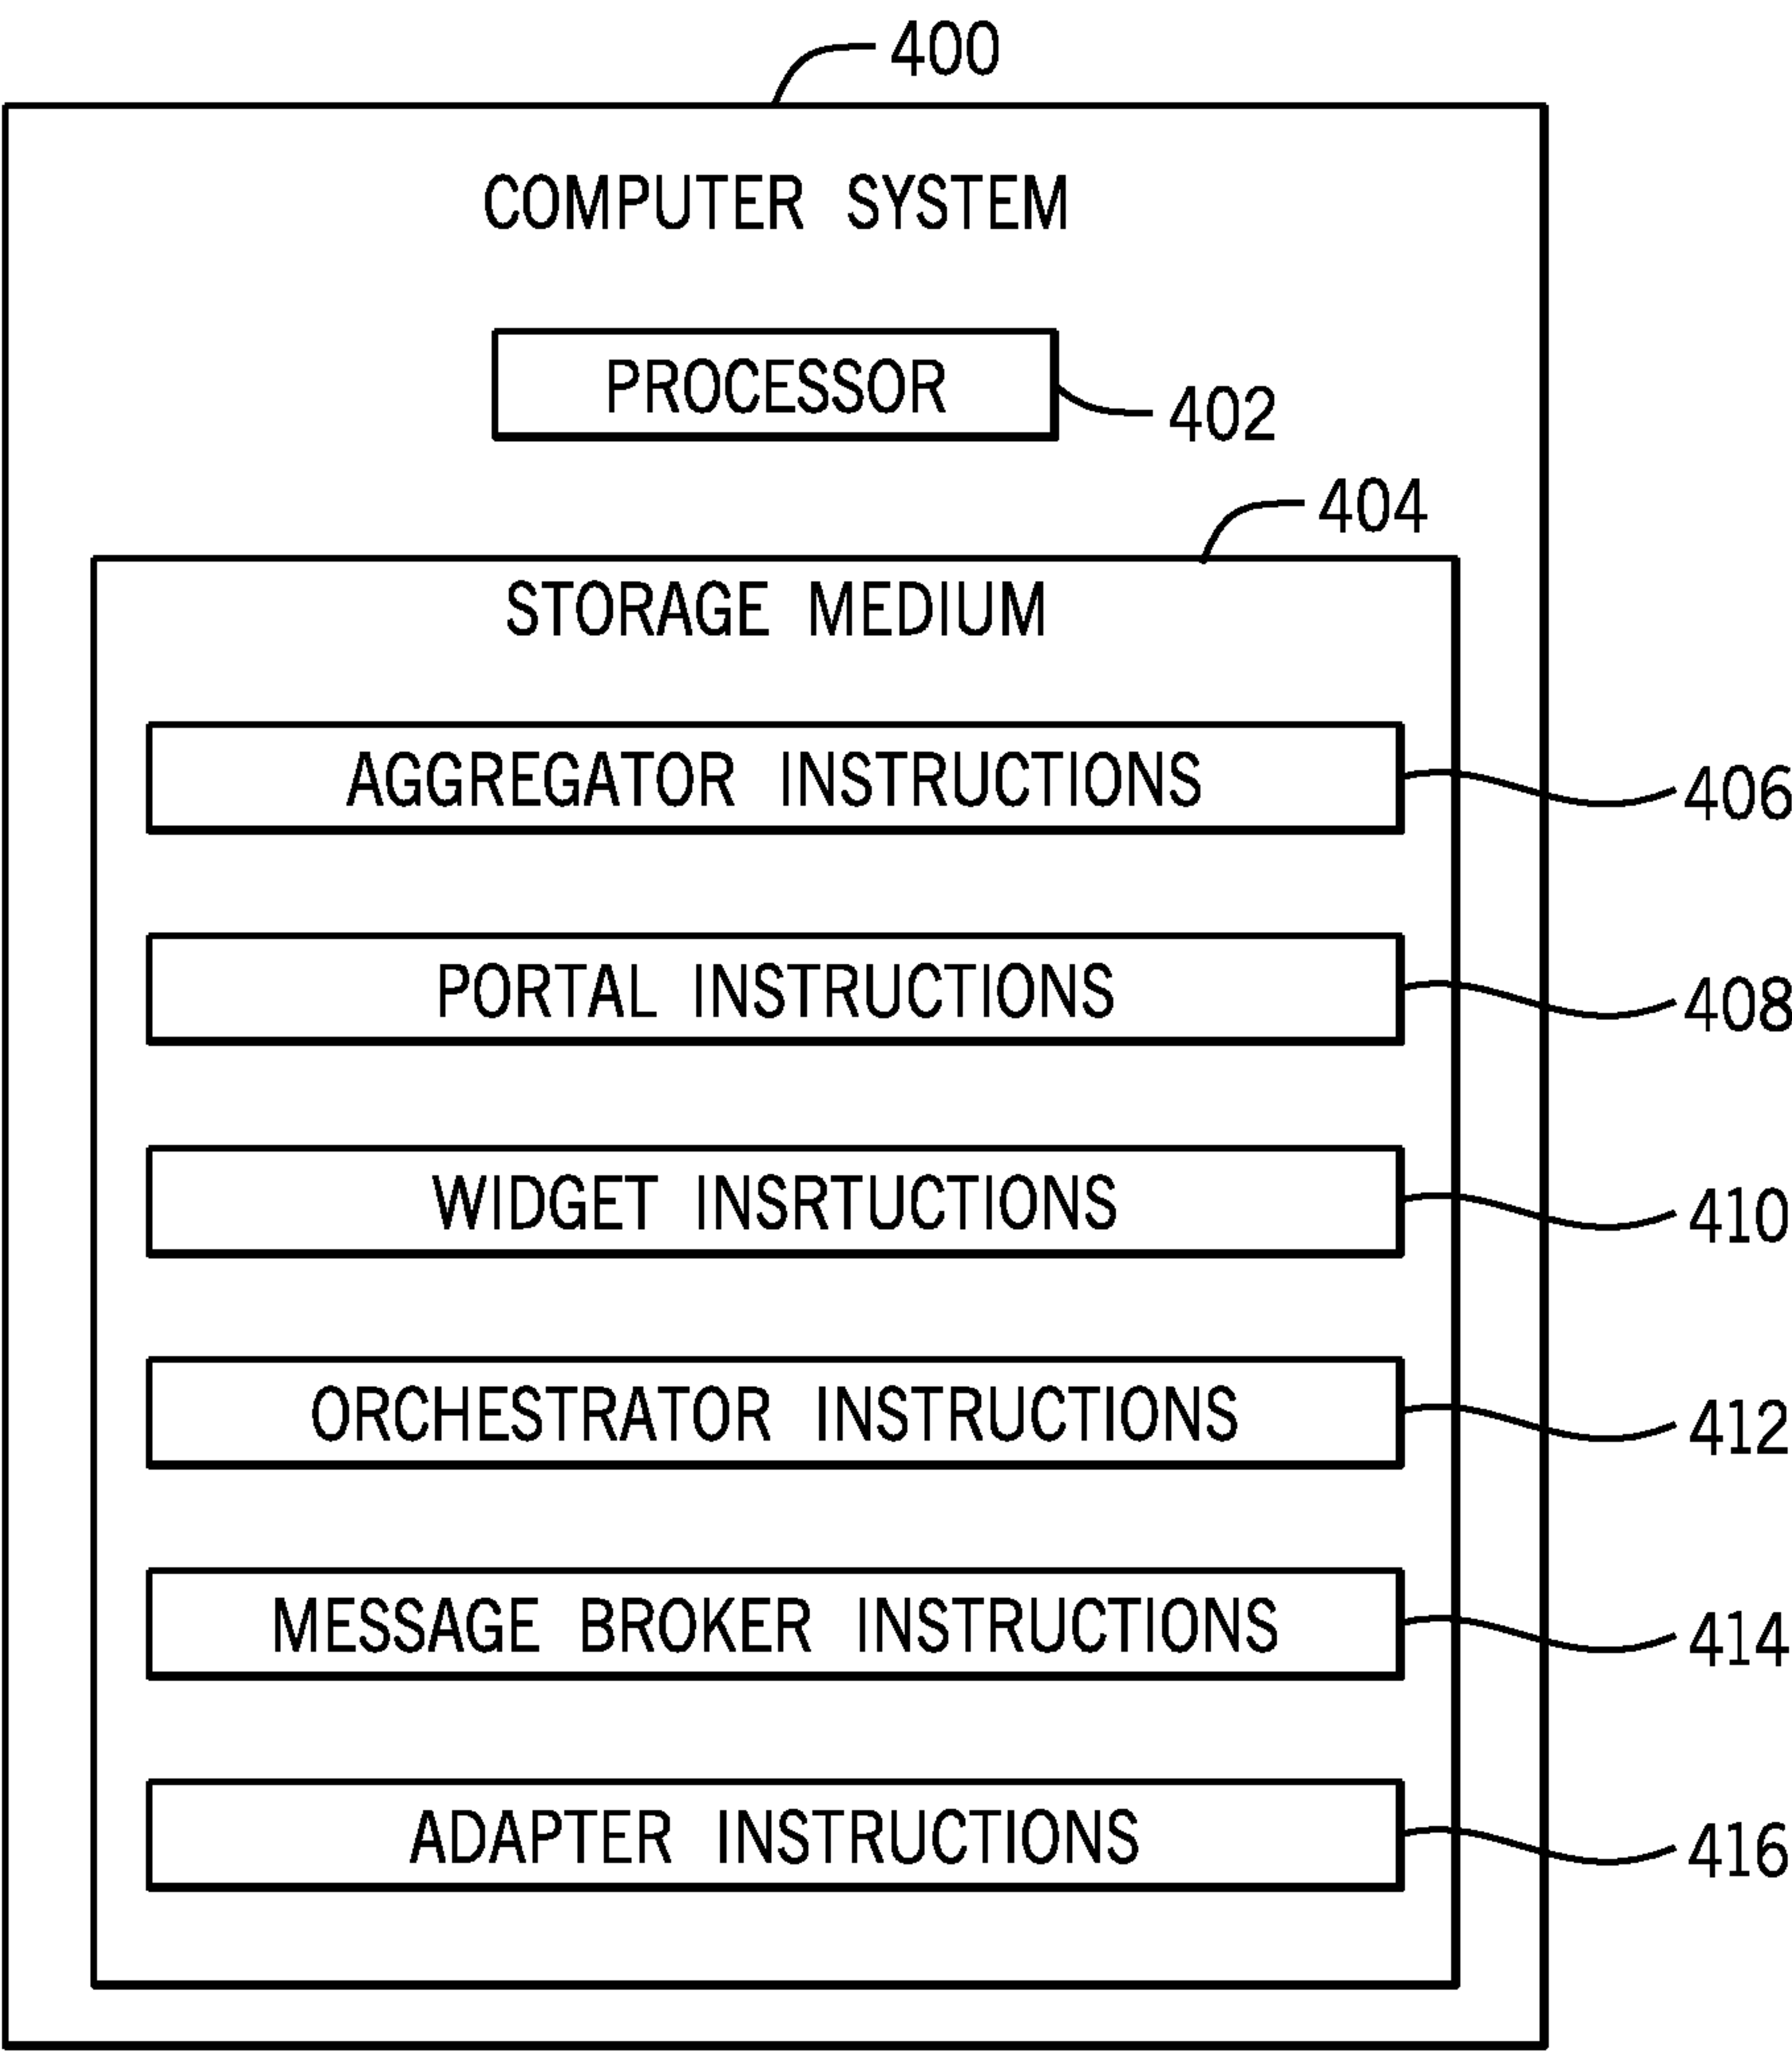 400
COMPUTER SYSTEM
PROCESSOR
402
404
STORAGE MEDIUM
AGGREGATOR INSTRUCTIONS
406
PORTAL INSTRUCTIONS
408
WIDGET INSRTUCTIONS
410
ORCHESTRATOR INSTRUCTIONS
412
MESSAGE BROKER INSTRUCTIONS
414
ADAPTER INSTRUCTIONS
416